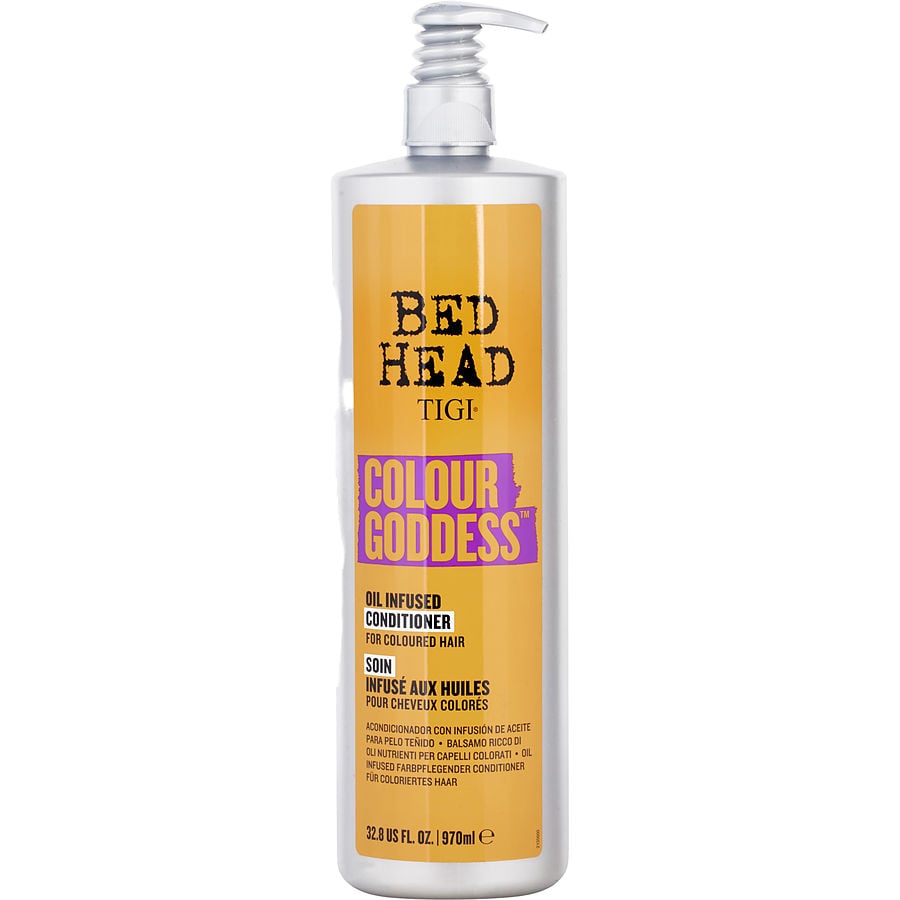 BED
HEAD
TIGI®
COLOUR
GODDESS™
OIL INFUSED
CONDITIONER
FOR COLOURED HAIR
SOIN
INFUSÉ AUX HUILES
POUR CHEVEUX COLORÉS
ACONDICIONADOR CON INFUSIÓN DE ACEITE
PARA PELO TEÑIDO • BALSAMO RICCO DI
OLI NUTRIENTI PER CAPELLI COLORATI • OIL
INFUSED FARBPFLEGENDER CONDITIONER
FÜR COLORIERTES HAAR
32.8 US FL. OZ. | 970ml ℮